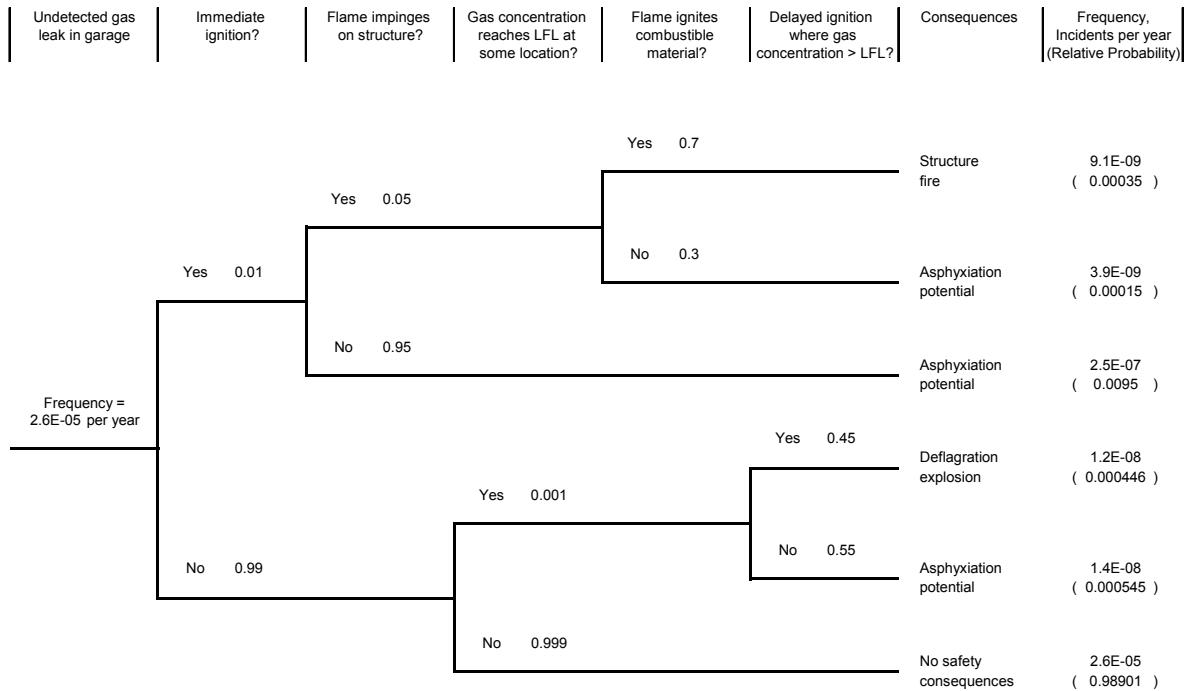 Undetected gas
leak in garage
Immediate
ignition?
Flame impinges
on structure?
Gas concentration
reaches LFL at
some location?
Flame ignites
combustible
material?
Delayed ignition
where gas
concentration > LFL?
Consequences
Frequency,
Incidents per year
(Relative Probability)
Yes 0.7
Structure
fire
9.1E-09
( 0.00035 )
Yes 0.05
No 0.3
Yes 0.01
Asphyxiation
potential
3.9E-09
( 0.00015 )
No 0.95
Asphyxiation
potential
2.5E-07
( 0.0095 )
Frequency =
2.6E-05 per year
Yes 0.45
Deflagration
explosion
1.2E-08
( 0.000446 )
Yes 0.001
No 0.55
No 0.99
Asphyxiation
potential
1.4E-08
( 0.000545 )
No 0.999
No safety
consequences
2.6E-05
( 0.98901 )